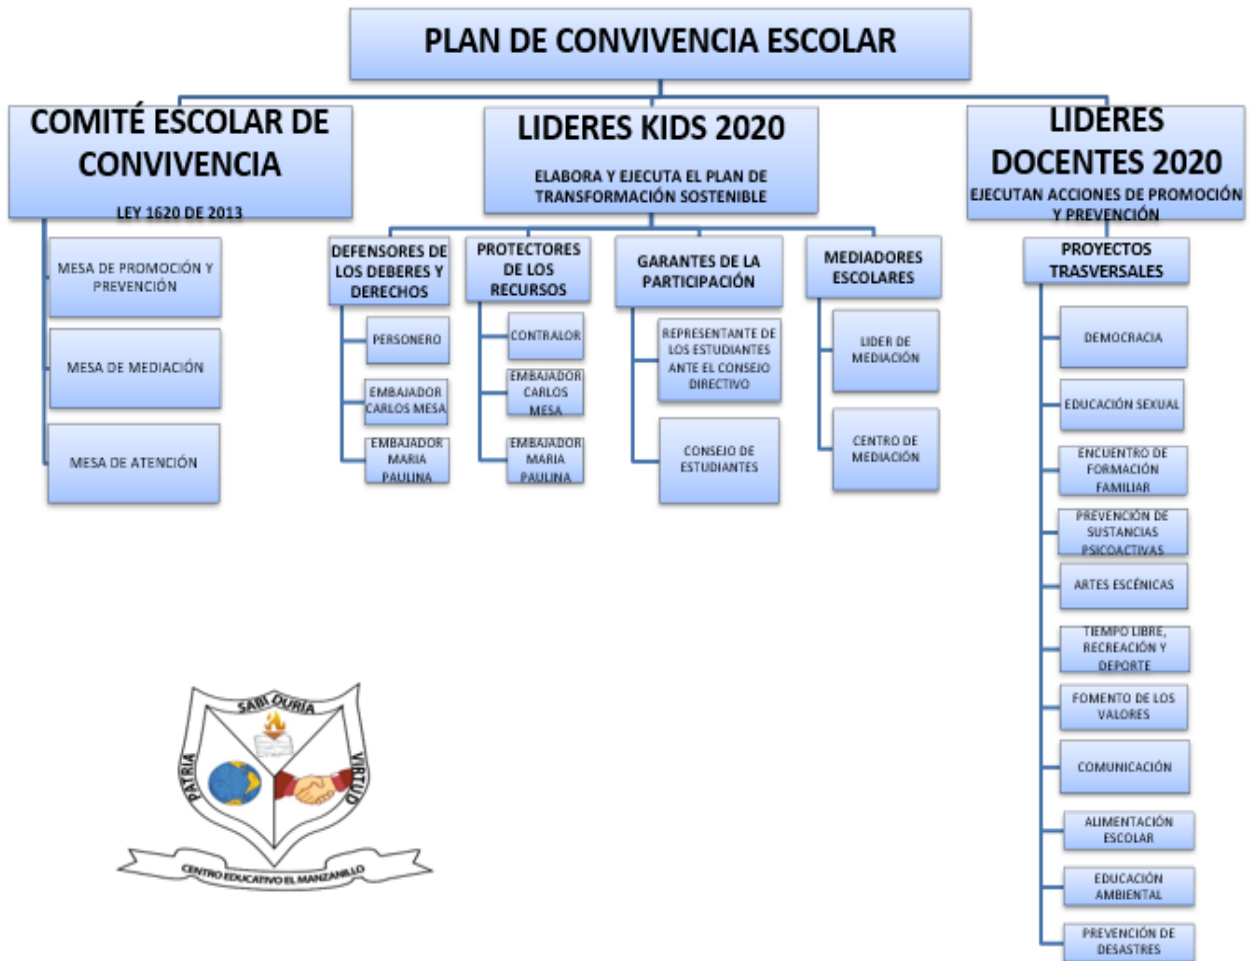 PLAN DE CONVIVENCIA ESCOLAR
COMITÉ ESCOLAR DE
CONVIVENCIA
LEY 1620 DE 2013
MESA DE PROMOCIÓN Y
PREVENCIÓN
MESA DE MEDIACIÓN
MESA DE ATENCIÓN
LIDERES KIDS 2020
ELABORA Y EJECUTA EL PLAN DE
TRANSFORMACIÓN SOSTENIBLE
DEFENSORES DE
LOS DEBERES Y
DERECHOS
PERSONERO
EMBAJADOR
CARLOS MESA
EMBAJADOR
MARIA
PAULINA
PROTECTORES
DE LOS
RECURSOS
CONTRALOR
EMBAJADOR
CARLOS
MESA
EMBAJADOR
MARIA
PAULINA
GARANTES DE LA
PARTICIPACIÓN
REPRESENTANTE DE
LOS ESTUDIANTES
ANTE EL CONSEJO
DIRECTIVO
CONSEJO DE
ESTUDIANTES
MEDIADORES
ESCOLARES
LIDER DE
MEDIACIÓN
CENTRO DE
MEDIACIÓN
LIDERES
DOCENTES 2020
EJECUTAN ACCIONES DE PROMOCIÓN
Y PREVENCIÓN
PROYECTOS
TRASVERSALES
DEMOCRACIA
EDUCACIÓN SEXUAL
ENCUENTRO DE
FORMACIÓN
FAMILIAR
PREVENCIÓN DE
SUSTANCIAS
PSICOACTIVAS
ARTES ESCÉNICAS
TIEMPO LIBRE,
RECREACIÓN Y
DEPORTE
FOMENTO DE LOS
VALORES
COMUNICACIÓN
ALIMENTACIÓN
ESCOLAR
EDUCACIÓN
AMBIENTAL
PREVENCIÓN DE
DESASTRES
PATRIA
SABIDURÍA
VIRTUD
CENTRO EDUCATIVO EL MANZANILLO